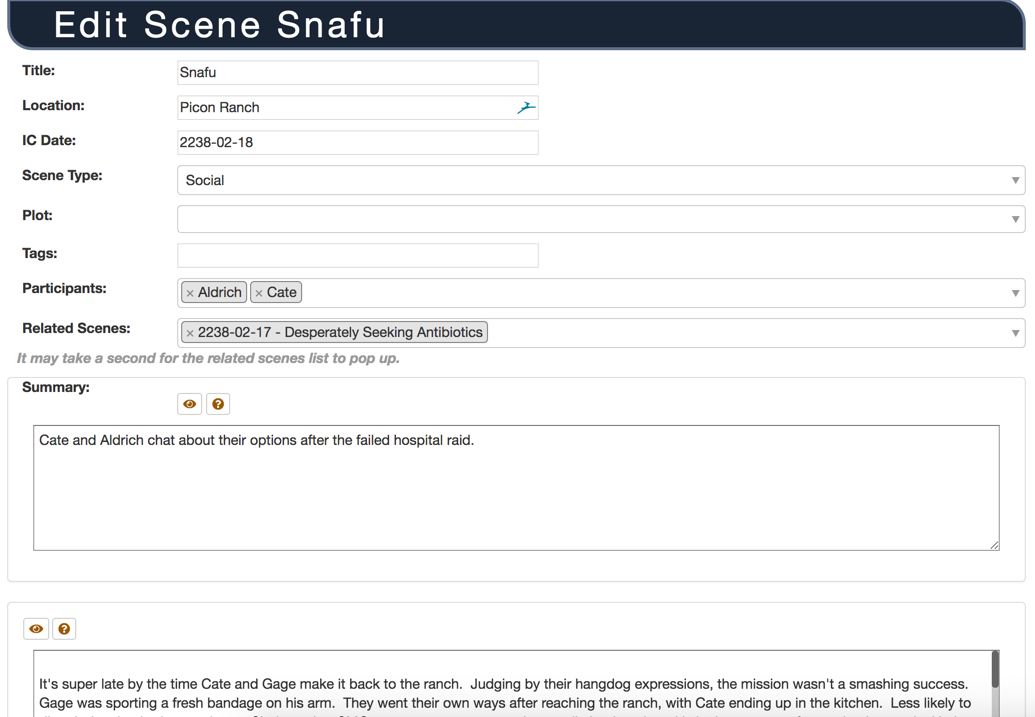 Edit Scene Snafu
Title:
Snafu
Location:
Picon Ranch
IC Date:
2238-02-18
Scene Type:
Social
Plot:
Tags:
Participants:
× Aldrich × Cate
Related Scenes:
× 2238-02-17 - Desperately Seeking Antibiotics
It may take a second for the related scenes list to pop up.
Summary:
Cate and Aldrich chat about their options after the failed hospital raid.
It's super late by the time Cate and Gage make it back to the ranch.  Judging by their hangdog expressions, the mission wasn't a smashing success.
Gage was sporting a fresh bandage on his arm.  They went their own ways after reaching the ranch, with Cate ending up in the kitchen.  Less likely to